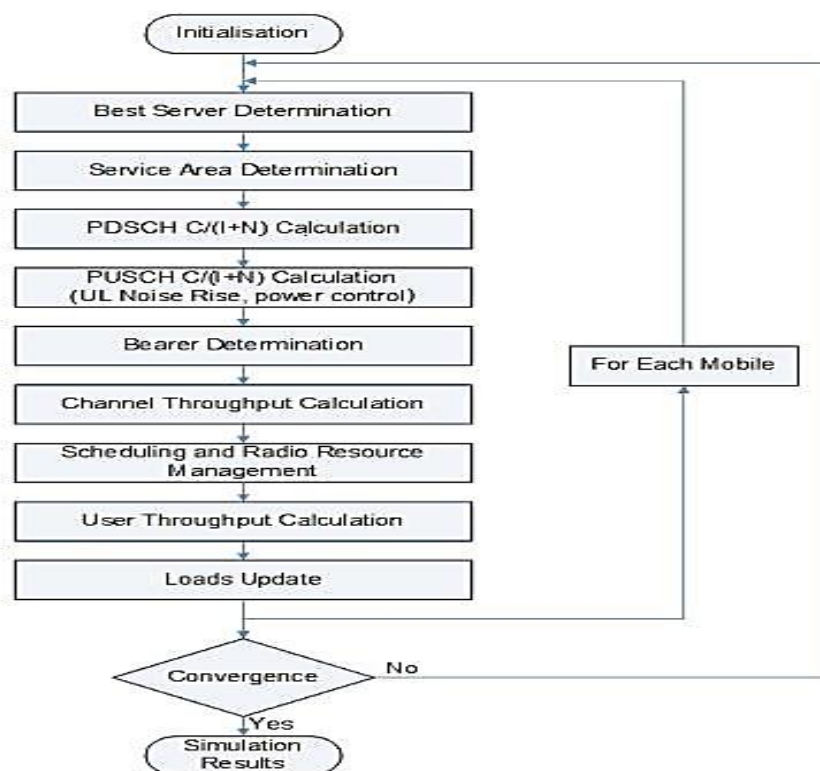 Initialisation
Best Server Determination
Service Area Determination
PDSCH C/(I+N) Calculation
PUSCH C/(I+N) Calculation
(UL Noise Rise, power control)
Bearer Determination
For Each Mobile
Channel Throughput Calculation
Scheduling and Radio Resource
Management
User Throughput Calculation
Loads Update
Convergence
No
Yes
Simulation
Results